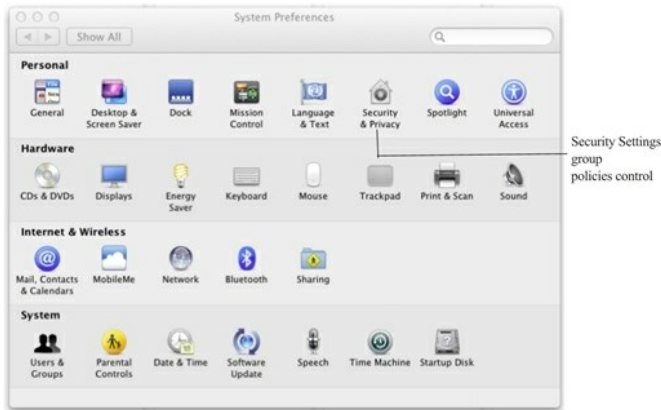 System Preferences
Show All
Personal
General
Desktop &
Screen Saver
Dock
Mission
Control
Language
& Text
Security
& Privacy
Spotlight
Universal
Access
Security Settings
group
policies control
Hardware
CDs & DVDs
Displays
Energy
Saver
Keyboard
Mouse
Trackpad
Print & Scan
Sound
Internet & Wireless
Mail, Contacts
& Calendars
MobileMe
Network
Bluetooth
Sharing
System
Users &
Groups
Parental
Controls
Date & Time
Software
Update
Speech
Time Machine
Startup Disk